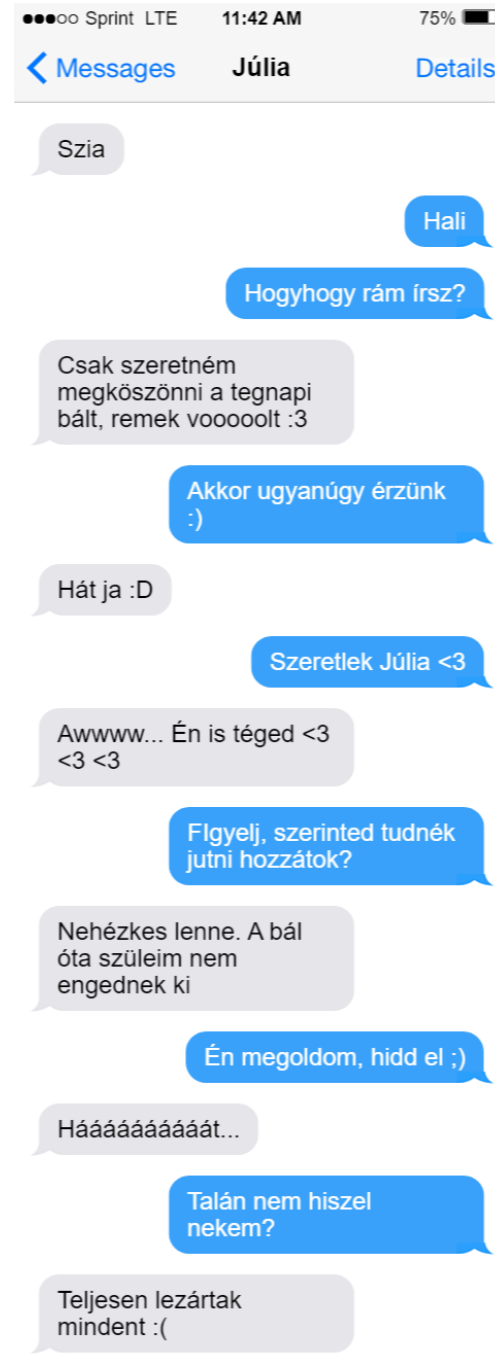 ●●●○○ Sprint LTE 11:42 AM 75%
Messages Júlia Details
Szia
Hali
Hogyhogy rám írsz?
Csak szeretném
megköszönni a tegnapi
bált, remek vooooolt :3
Akkor ugyanúgy érzünk
:)
Hát ja :D
Szeretlek Júlia <3
Awwww... Én is téged <3
<3 <3
FIgyelj, szerinted tudnék
jutni hozzátok?
Nehézkes lenne. A bál
óta szüleim nem
engednek ki
Én megoldom, hidd el ;)
Háááááááááát...
Talán nem hiszel
nekem?
Teljesen lezártak
mindent :(